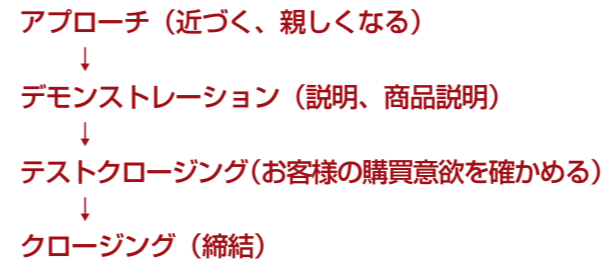 アプローチ（近づく、親しくなる）
↓
デモンストレーション（説明、商品説明）
↓
テストクロージング（お客様の購買意欲を確かめる）
↓
クロージング（締結）